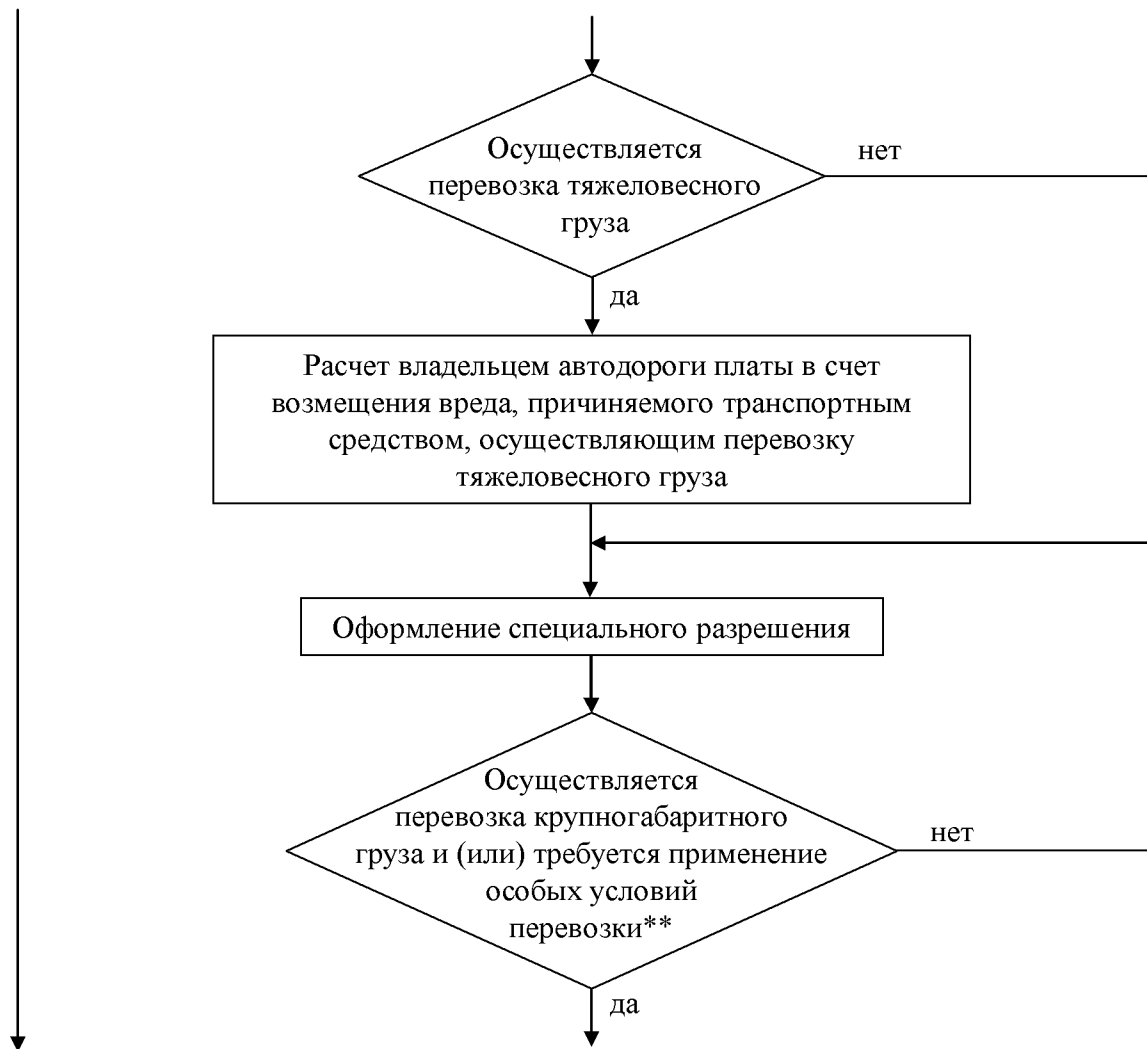 Осуществляется
перевозка тяжеловесного
груза
нет
да
Расчет владельцем автодороги платы в счет
возмещения вреда, причиняемого транспортным
средством, осуществляющим перевозку
тяжеловесного груза
Оформление специального разрешения
Осуществляется
перевозка крупногабаритного
груза и (или) требуется применение
особых условий
перевозки**
нет
да